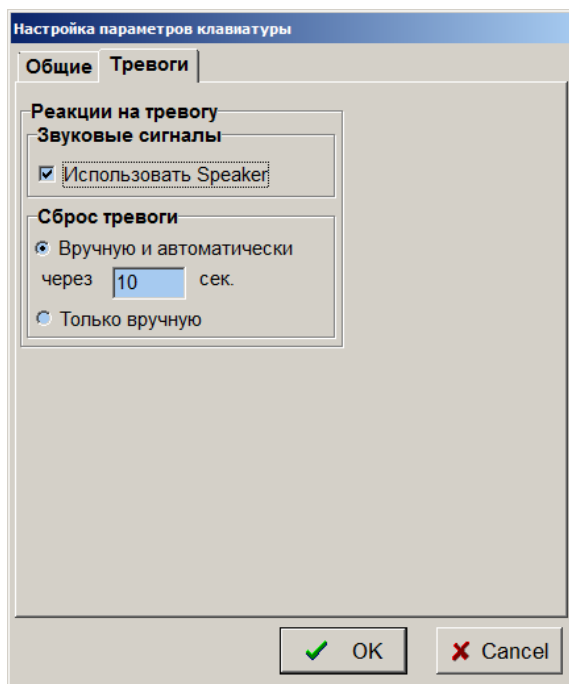 Настройка параметров клавиатуры
Общие Тревоги
Реакции на тревогу
Звуковые сигналы
Использовать Speaker
Сброс тревоги
Вручную и автоматически
через 10 сек.
Только вручную
OK Cancel